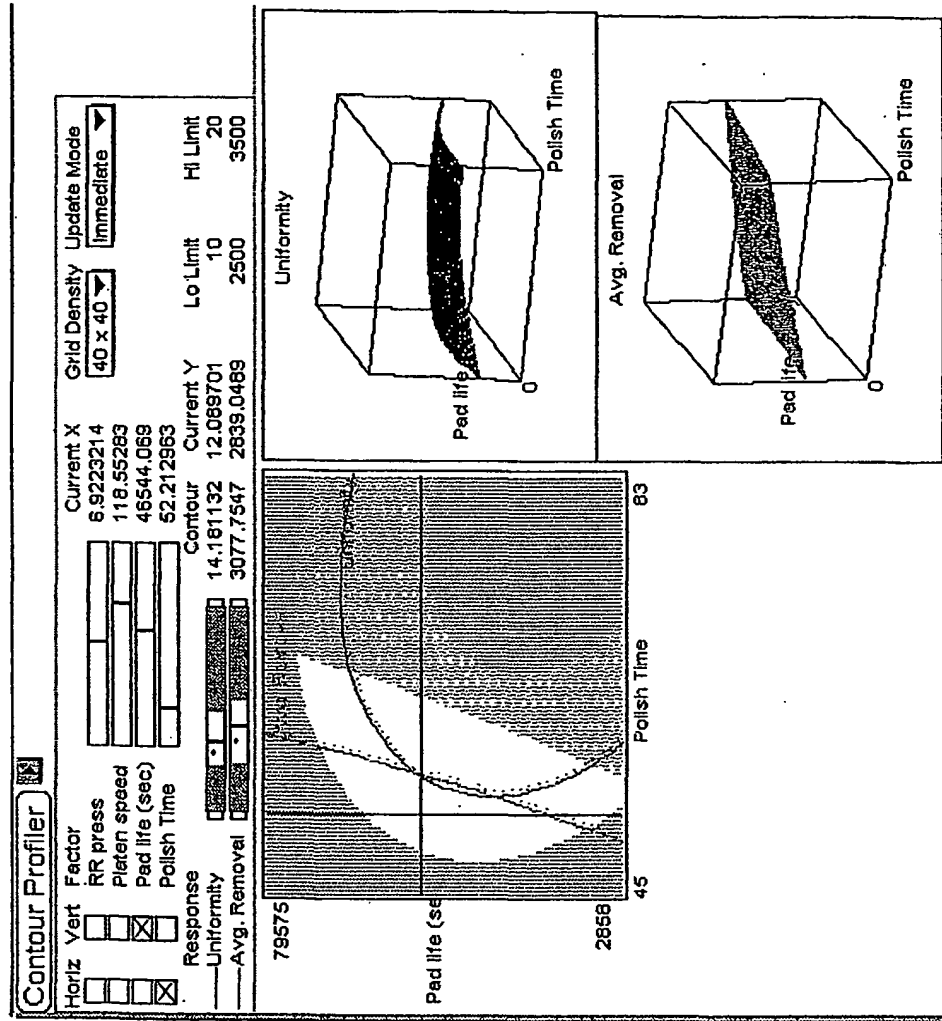 Contour Profiler
Horiz Vert Factor Current X Grid Density Update Mode
RR press 6.9223214 40 x 40 Immediate
Platen speed 118.55283
Pad life (sec) 46544.069
Polish Time 52.212963
Response Contour Current Y Lo Limit Hi Limit
Uniformity 14.181132 12.089701 10 20
Avg. Removal 3077.7547 2839.0489 2500 3500
79575
Pad life (se
2858
45 Polish Time 83
Uniformity
Pad life
0
Polish Time
Avg. Removal
Pad life
0
Polish Time